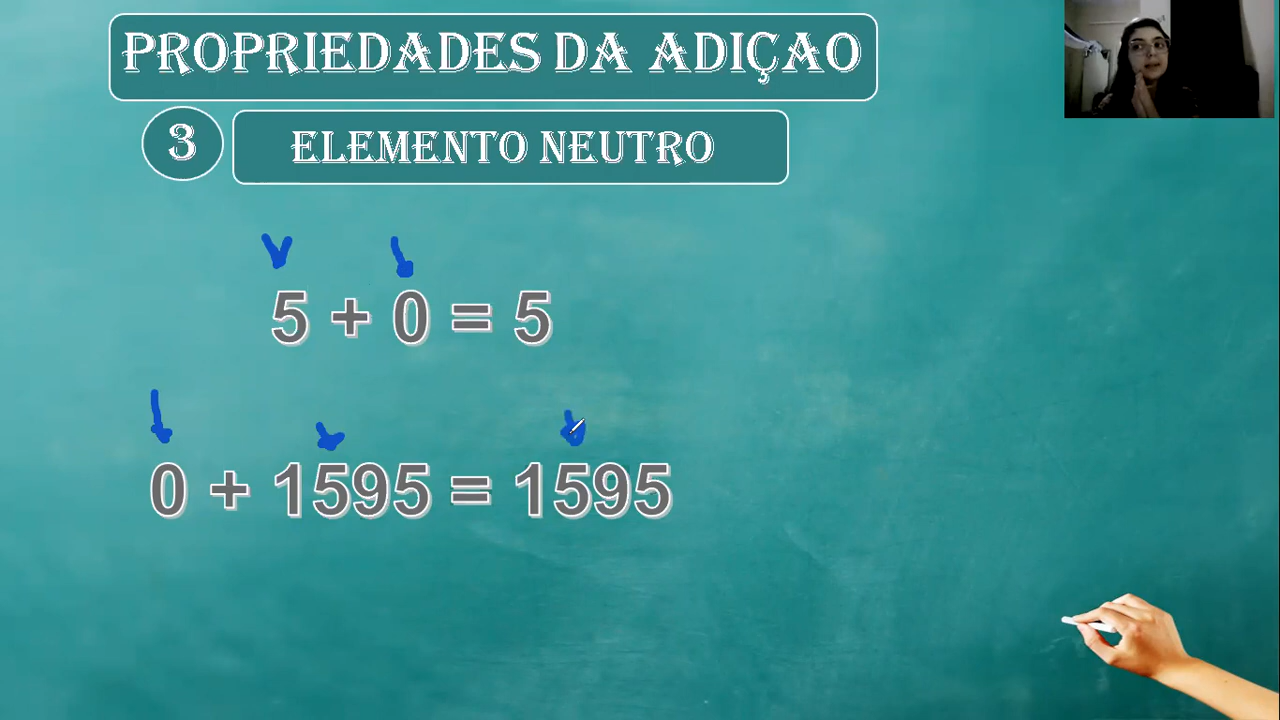 PROPRIEDADES DA ADIÇAO
3 ELEMENTO NEUTRO
5 + 0 = 5
0 + 1595 = 1595